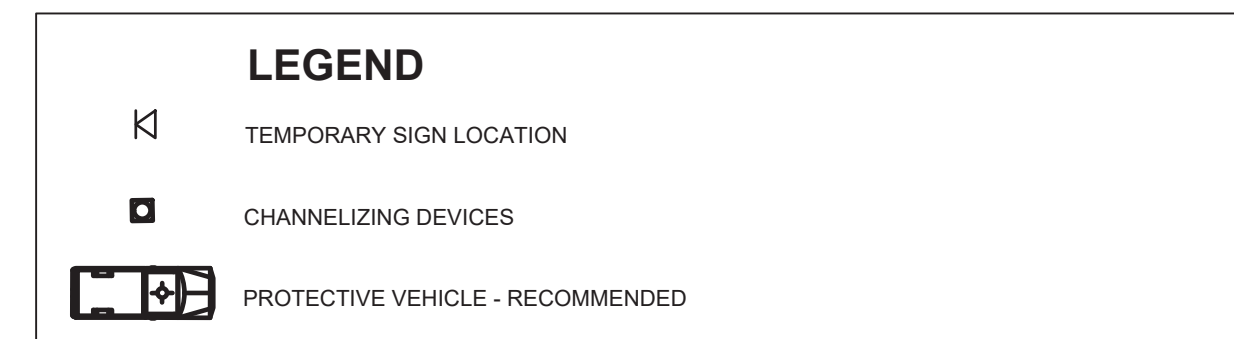 LEGEND
TEMPORARY SIGN LOCATION
CHANNELIZING DEVICES
PROTECTIVE VEHICLE - RECOMMENDED